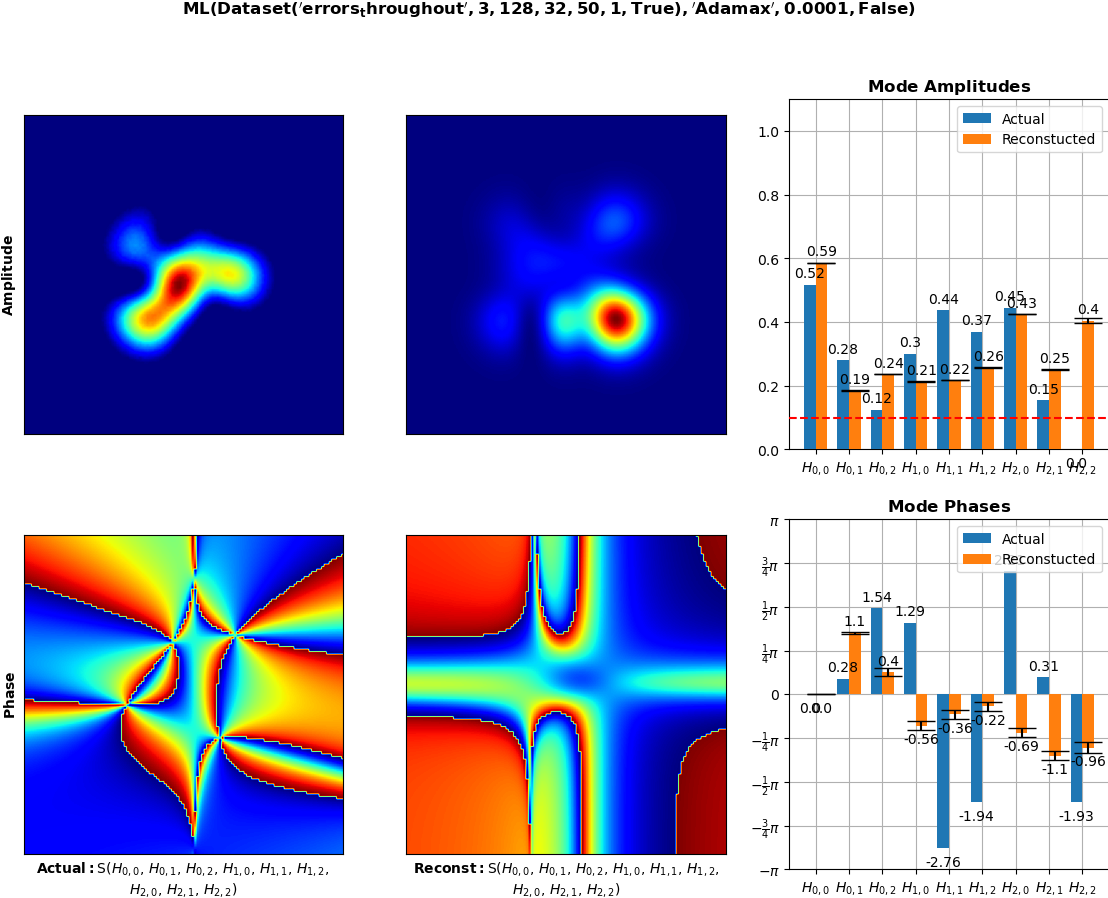 ML(Dataset('errors_throughout', 3, 128, 32, 50, 1, True), 'Adamax', 0.0001, False)
Amplitude
Mode Amplitudes
Actual
Reconstucted
1.0
0.8
0.6
0.4
0.2
0.0
0.52
0.59
0.28
0.19
0.12
0.24
0.3
0.21
0.44
0.22
0.37
0.26
0.45
0.43
0.15
0.25
0.0
0.4
H0,0 H0,1 H0,2 H1,0 H1,1 H1,2 H2,0 H2,1 H2,2
Phase
Mode Phases
Actual
Reconstucted
π
3/4π
1/2π
1/4π
0
−1/4π
−1/2π
−3/4π
−π
0.0
0.0
0.28
1.1
1.54
0.4
1.29
-0.56
-2.76
-0.36
-1.94
-0.22
-0.69
0.31
-1.1
-1.93
-0.96
H0,0 H0,1 H0,2 H1,0 H1,1 H1,2 H2,0 H2,1 H2,2
Actual: S(H0,0, H0,1, H0,2, H1,0, H1,1, H1,2,
H2,0, H2,1, H2,2)
Reconst: S(H0,0, H0,1, H0,2, H1,0, H1,1, H1,2,
H2,0, H2,1, H2,2)